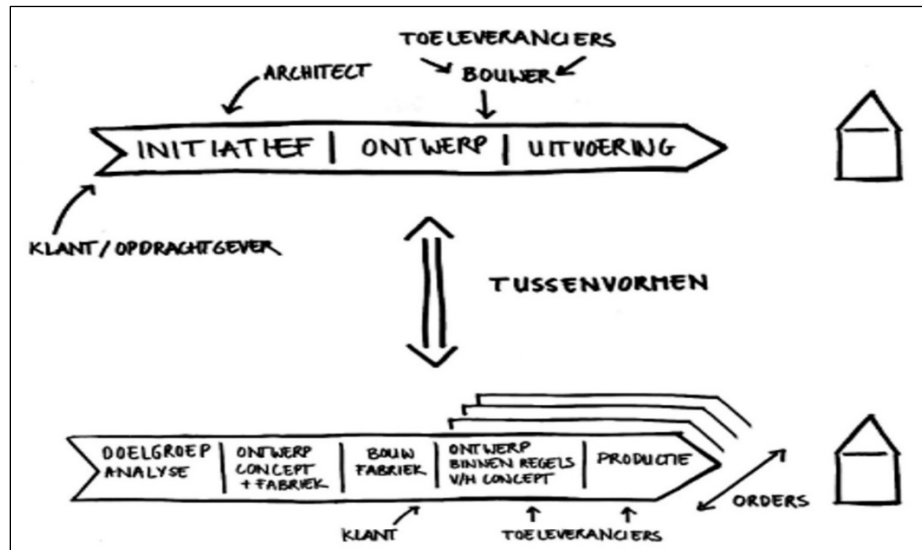 TOELEVERANCIERS
ARCHITECT
BOUWER
INITIATIEF | ONTWERP | UITVOERING
KLANT/OPDRACHTGEVER
TUSSENVORMEN
DOELGROEP ANALYSE
ONTWERP CONCEPT + FABRIEK
BOUW FABRIEK
ONTWERP BINNEN REGELS V/H CONCEPT
PRODUCTIE
ORDERS
KLANT
TOELEVERANCIERS